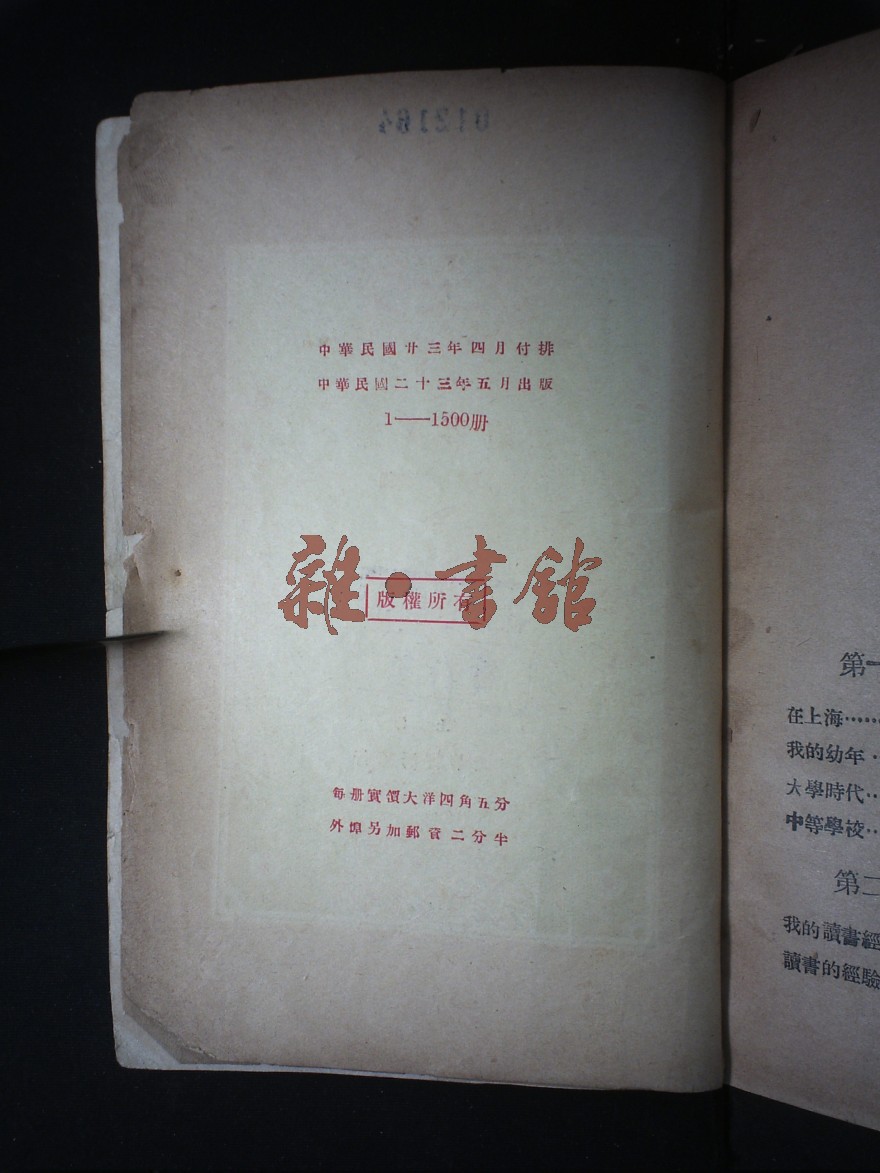 012164
中華民國廿三年四月付排
中華民國二十三年五月出版
1——1500册
雜·書館
版權所有
每册實價大洋四角五分
外埠另加郵費二分半
第一
在上海……
我的幼年·
大學時代··
中等學校··
第二
我的讀書經
讀書的經驗